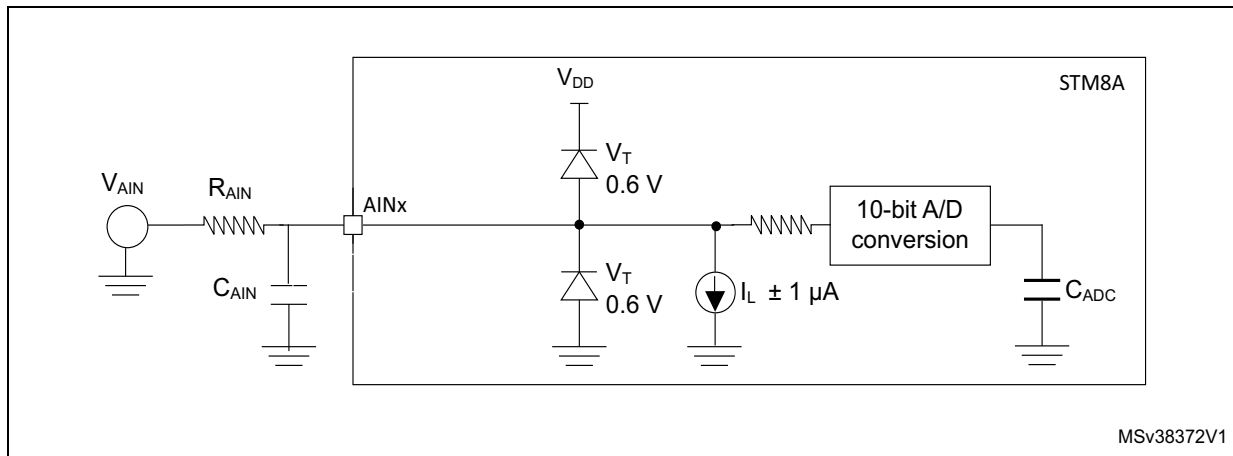 STM8A
V_DD
V_T
0.6 V
V_AIN
R_AIN
AINx
10-bit A/D
conversion
C_AIN
V_T
0.6 V
I_L ± 1 µA
C_ADC
MSv38372V1